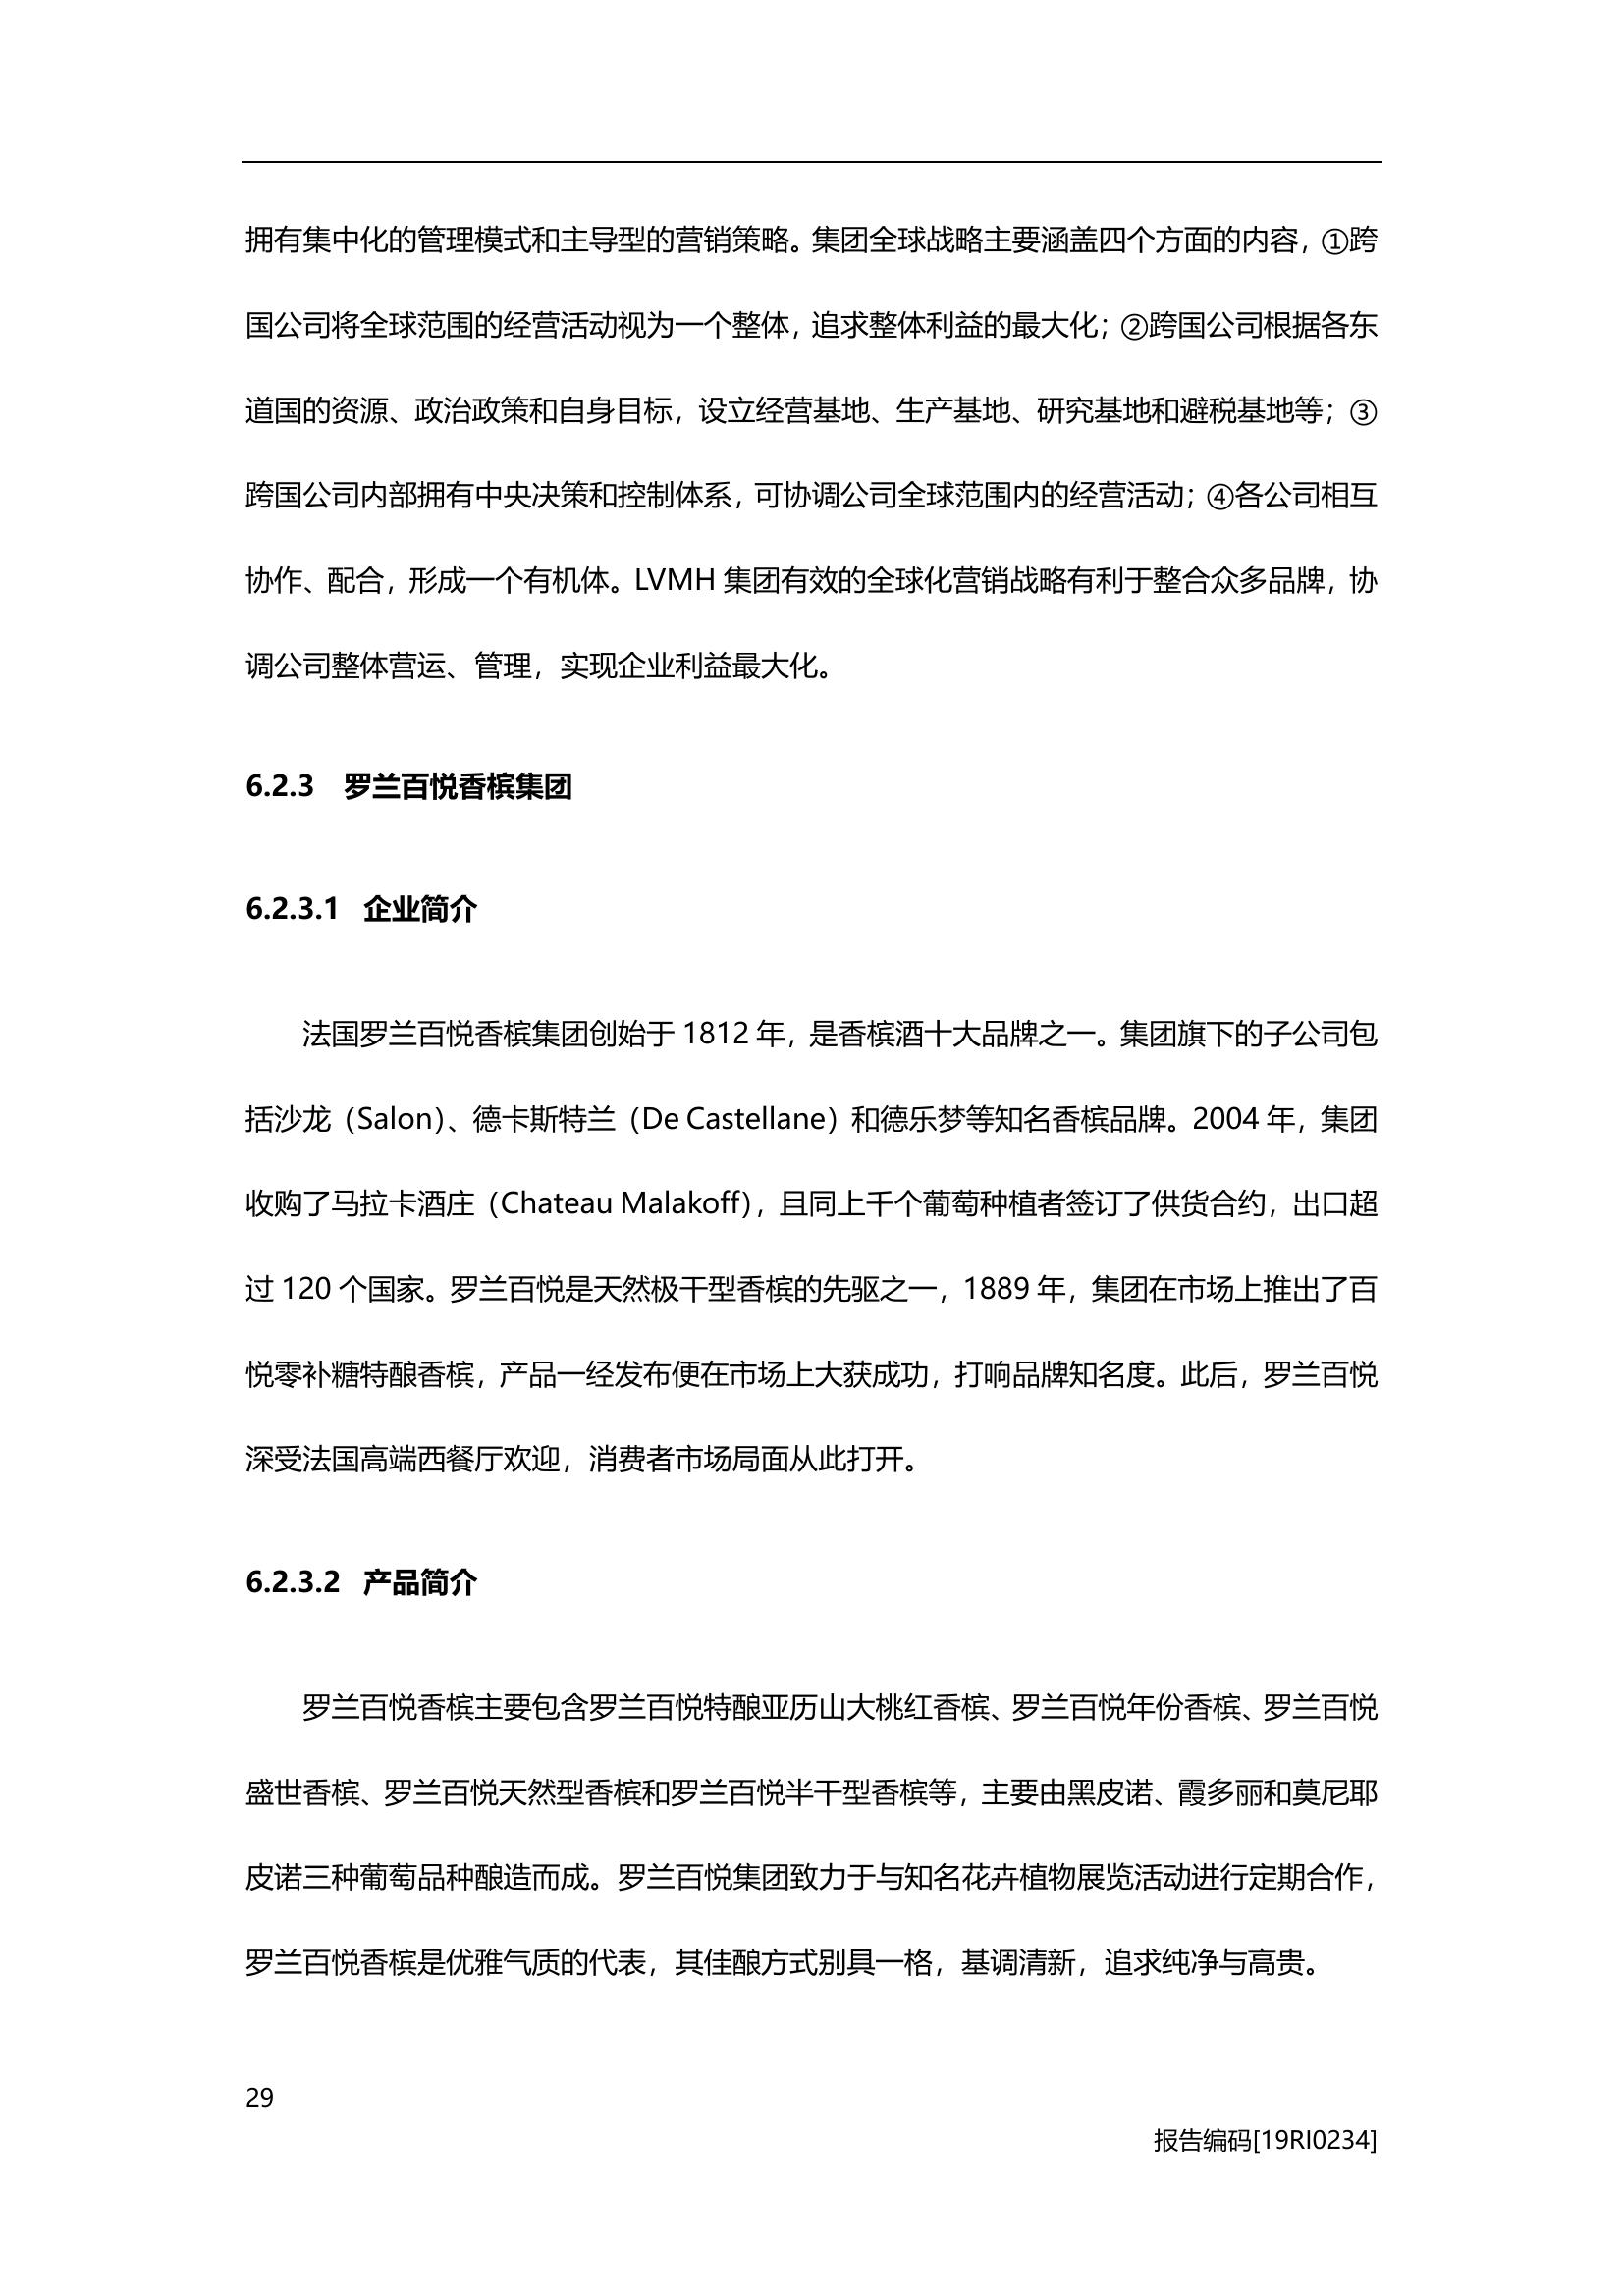 拥有集中化的管理模式和主导型的营销策略。集团全球战略主要涵盖四个方面的内容，①跨
国公司将全球范围的经营活动视为一个整体，追求整体利益的最大化；②跨国公司根据各东
道国的资源、政治政策和自身目标，设立经营基地、生产基地、研究基地和避税基地等；③
跨国公司内部拥有中央决策和控制体系，可协调公司全球范围内的经营活动；④各公司相互
协作、配合，形成一个有机体。LVMH 集团有效的全球化营销战略有利于整合众多品牌，协
调公司整体营运、管理，实现企业利益最大化。
6.2.3 罗兰百悦香槟集团
6.2.3.1 企业简介
法国罗兰百悦香槟集团创始于 1812 年，是香槟酒十大品牌之一。集团旗下的子公司包
括沙龙（Salon）、德卡斯特兰（De Castellane）和德乐梦等知名香槟品牌。2004 年，集团
收购了马拉卡酒庄（Chateau Malakoff），且同上千个葡萄种植者签订了供货合约，出口超
过 120 个国家。罗兰百悦是天然极干型香槟的先驱之一，1889 年，集团在市场上推出了百
悦零补糖特酿香槟，产品一经发布便在市场上大获成功，打响品牌知名度。此后，罗兰百悦
深受法国高端西餐厅欢迎，消费者市场局面从此打开。
6.2.3.2 产品简介
罗兰百悦香槟主要包含罗兰百悦特酿亚历山大桃红香槟、罗兰百悦年份香槟、罗兰百悦
盛世香槟、罗兰百悦天然型香槟和罗兰百悦半干型香槟等，主要由黑皮诺、霞多丽和莫尼耶
皮诺三种葡萄品种酿造而成。罗兰百悦集团致力于与知名花卉植物展览活动进行定期合作，
罗兰百悦香槟是优雅气质的代表，其佳酿方式别具一格，基调清新，追求纯净与高贵。
29
报告编码[19RI0234]